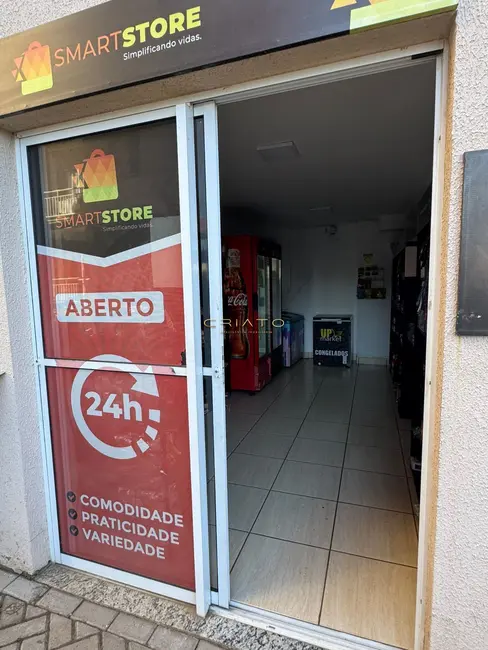 SMARTSTORE
Simplificando vidas.
SMARTSTORE
Simplificando vidas.
ABERTO
24h
COMODIDADE
PRATICIDADE
VARIEDADE
Coca-Cola
CRIATO
UP
market
CONGELADOS